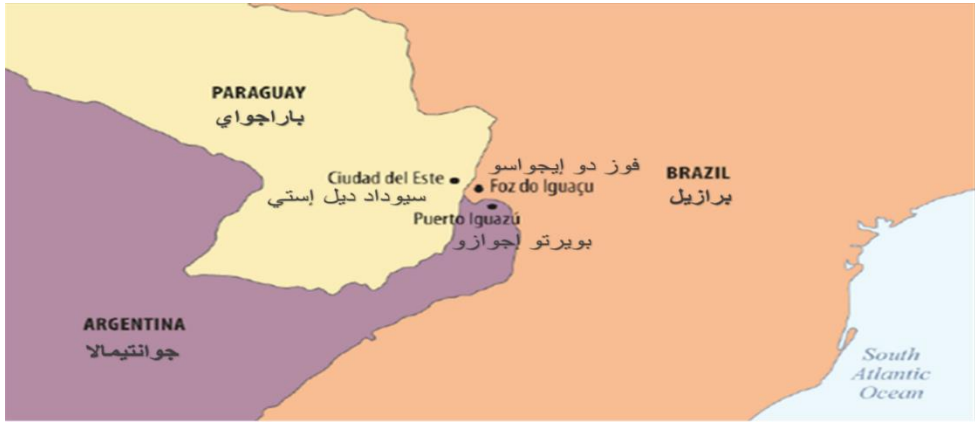 PARAGUAY
باراجواي
فوز دو إيجواسو
BRAZIL
برازيل
Ciudad del Este
Foz do Iguaçu
سيوداد ديل إستي
Puerto Iguazú
بويرتو إجوازو
ARGENTINA
جوانتيمالا
South
Atlantic
Ocean